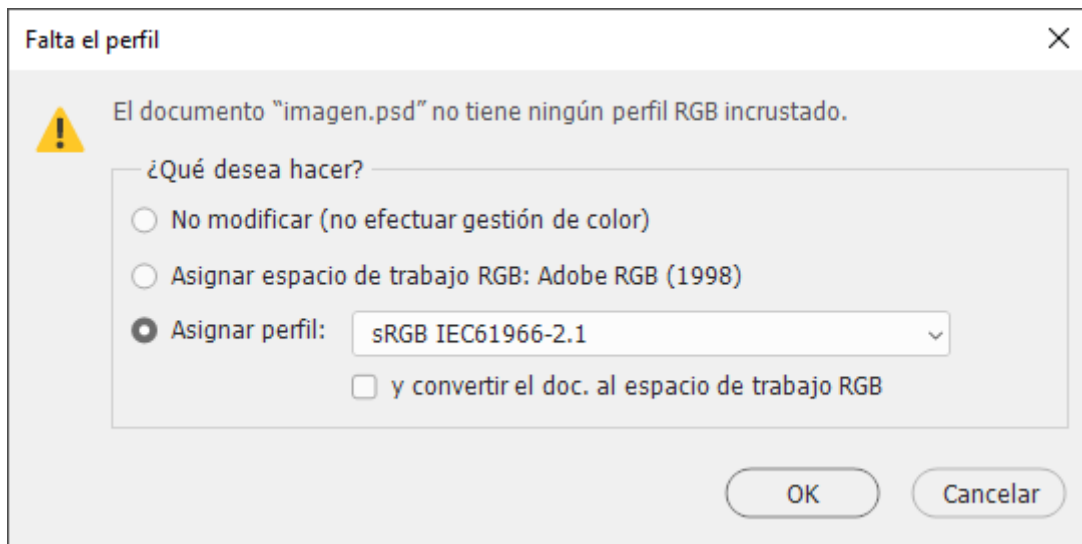 Falta el perfil
El documento “imagen.psd” no tiene ningún perfil RGB incrustado.
¿Qué desea hacer?
No modificar (no efectuar gestión de color)
Asignar espacio de trabajo RGB: Adobe RGB (1998)
Asignar perfil: sRGB IEC61966-2.1
y convertir el doc. al espacio de trabajo RGB
OK Cancelar